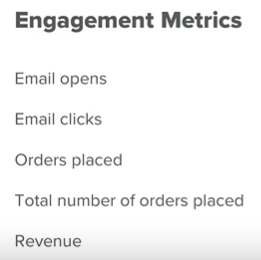 Engagement Metrics
Email opens
Email clicks
Orders placed
Total number of orders placed
Revenue